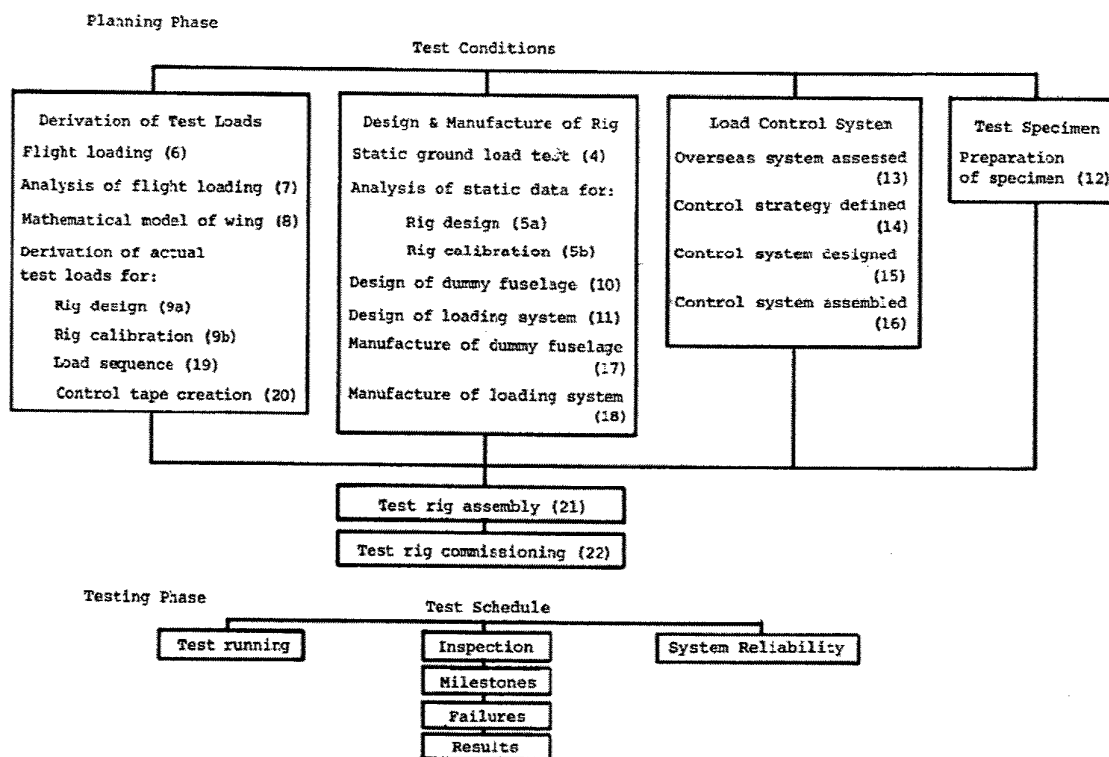 Planning Phase
Test Conditions
Derivation of Test Loads
Flight loading (6)
Analysis of flight loading (7)
Mathematical model of wing (8)
Derivation of actual
test loads for:
Rig design (9a)
Rig calibration (9b)
Load sequence (19)
Control tape creation (20)
Design & Manufacture of Rig
Static ground load test (4)
Analysis of static data for:
Rig design (5a)
Rig calibration (5b)
Design of dummy fuselage (10)
Design of loading system (11)
Manufacture of dummy fuselage
(17)
Manufacture of loading system
(18)
Load Control System
Overseas system assessed
(13)
Control strategy defined
(14)
Control system designed
(15)
Control system assembled
(16)
Test Specimen
Preparation
of specimen (12)
Test rig assembly (21)
Test rig commissioning (22)
Testing Phase
Test Schedule
Test running
Inspection
Milestones
Failures
Results
System Reliability